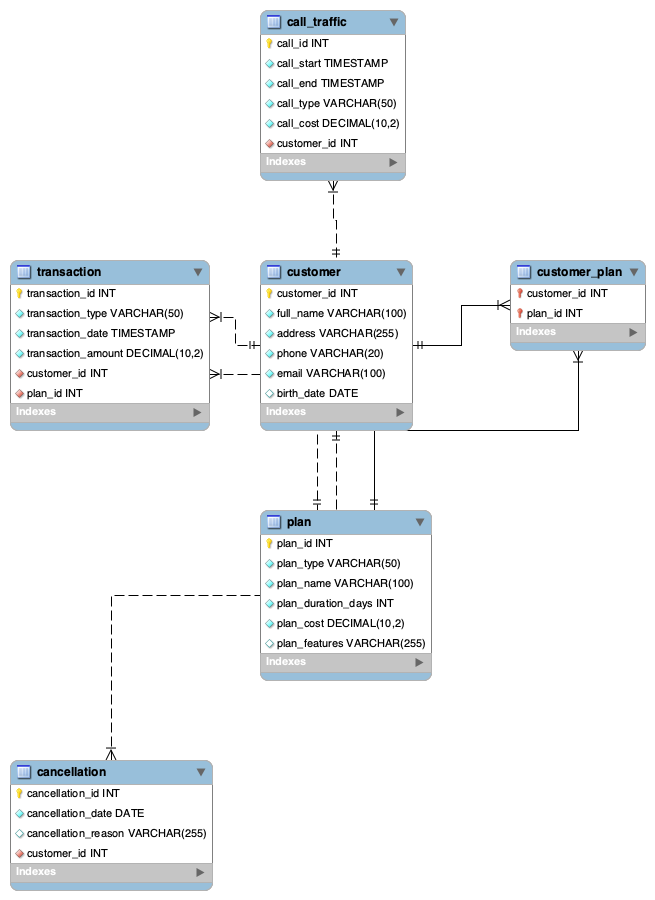 call_traffic
call_id INT
call_start TIMESTAMP
call_end TIMESTAMP
call_type VARCHAR(50)
call_cost DECIMAL(10,2)
customer_id INT
Indexes
transaction
transaction_id INT
transaction_type VARCHAR(50)
transaction_date TIMESTAMP
transaction_amount DECIMAL(10,2)
customer_id INT
plan_id INT
Indexes
customer
customer_id INT
full_name VARCHAR(100)
address VARCHAR(255)
phone VARCHAR(20)
email VARCHAR(100)
birth_date DATE
Indexes
customer_plan
customer_id INT
plan_id INT
Indexes
plan
plan_id INT
plan_type VARCHAR(50)
plan_name VARCHAR(100)
plan_duration_days INT
plan_cost DECIMAL(10,2)
plan_features VARCHAR(255)
Indexes
cancellation
cancellation_id INT
cancellation_date DATE
cancellation_reason VARCHAR(255)
customer_id INT
Indexes